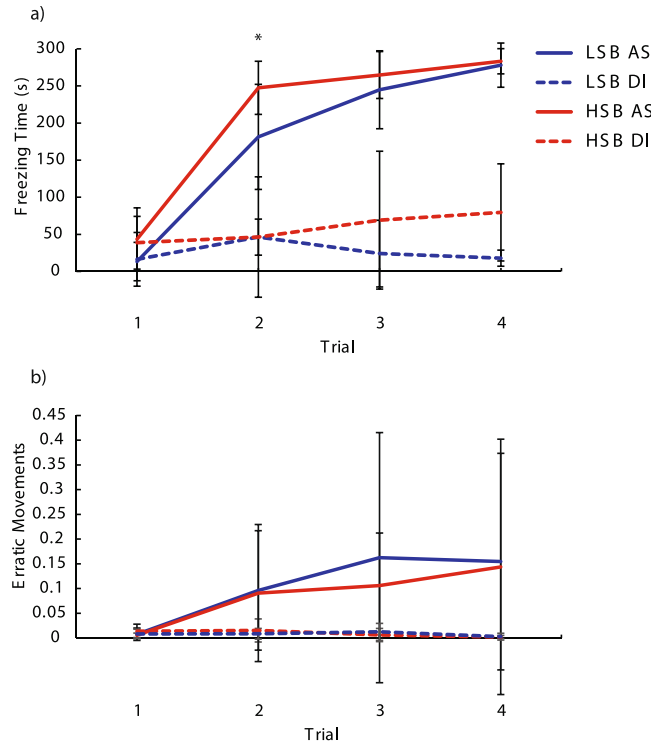 a)
*
300
250
200
150
100
50
0
Freezing Time (s)
1 2 3 4
Trial
LSB AS
LSB DI
HSB AS
HSB DI
b)
0.45
0.4
0.35
0.3
0.25
0.2
0.15
0.1
0.05
0
Erratic Movements
1 2 3 4
Trial